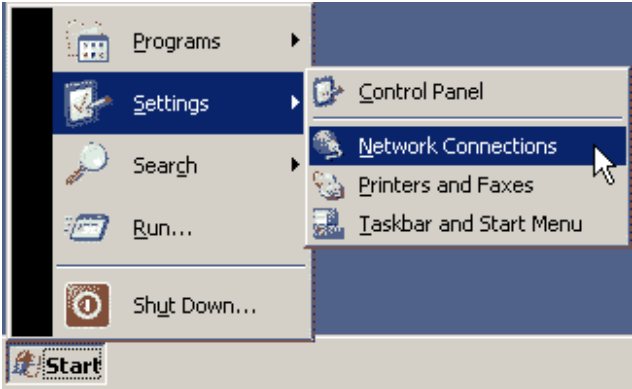 Programs
Settings
Search
Run...
Shut Down...
Control Panel
Network Connections
Printers and Faxes
Taskbar and Start Menu
Start